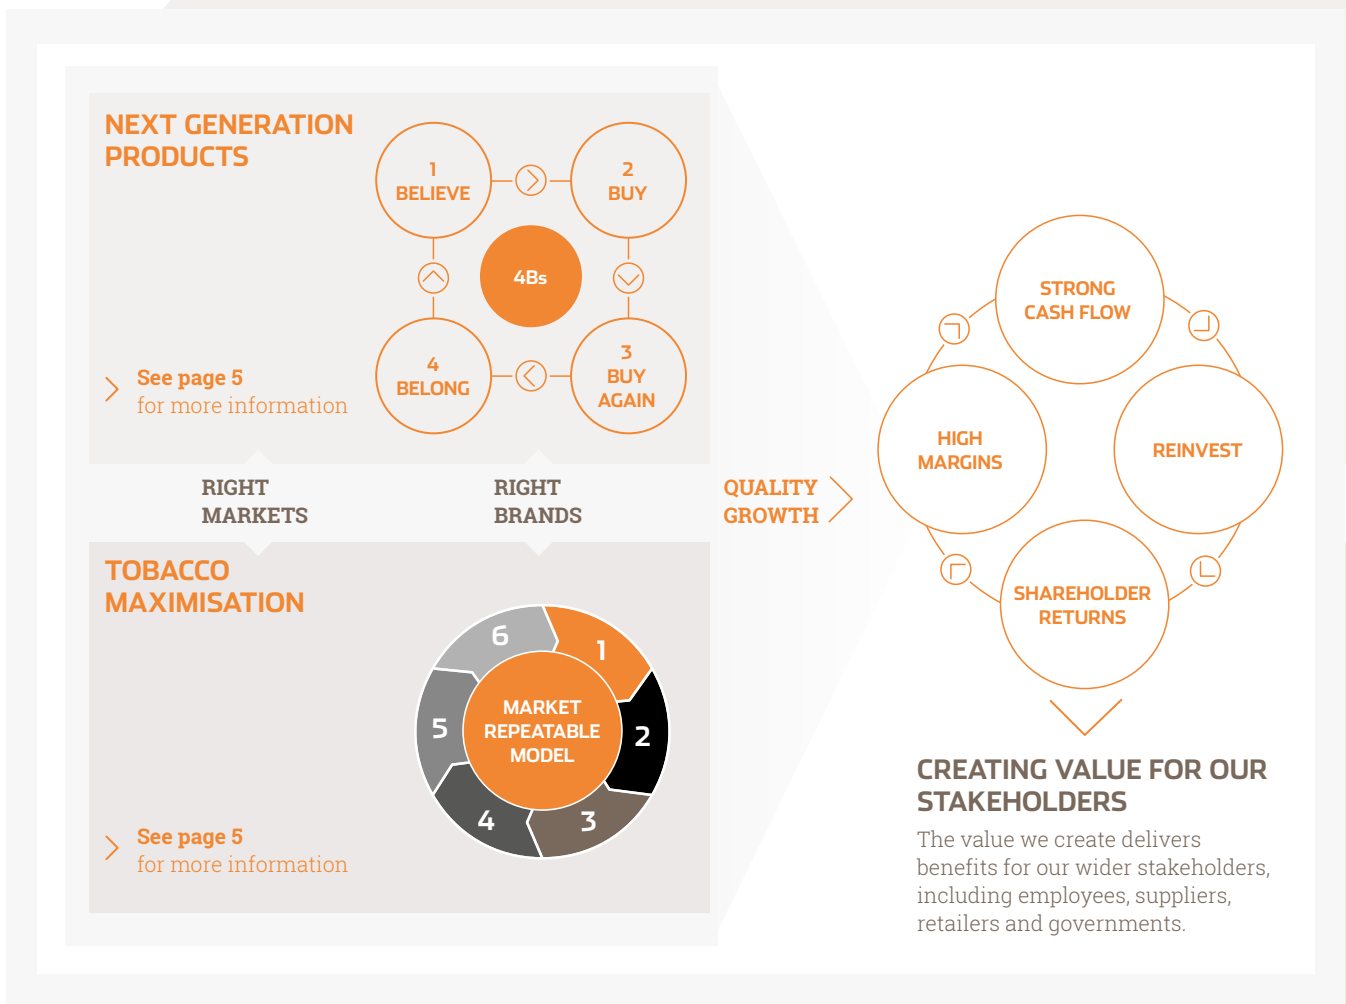 NEXT GENERATION
PRODUCTS
1
BELIEVE
2
BUY
4Bs
4
BELONG
3
BUY
AGAIN
See page 5
for more information
RIGHT
MARKETS
RIGHT
BRANDS
QUALITY
GROWTH
TOBACCO
MAXIMISATION
6
1
5
2
4
3
MARKET
REPEATABLE
MODEL
See page 5
for more information
STRONG
CASH FLOW
HIGH
MARGINS
REINVEST
SHAREHOLDER
RETURNS
CREATING VALUE FOR OUR
STAKEHOLDERS
The value we create delivers
benefits for our wider stakeholders,
including employees, suppliers,
retailers and governments.